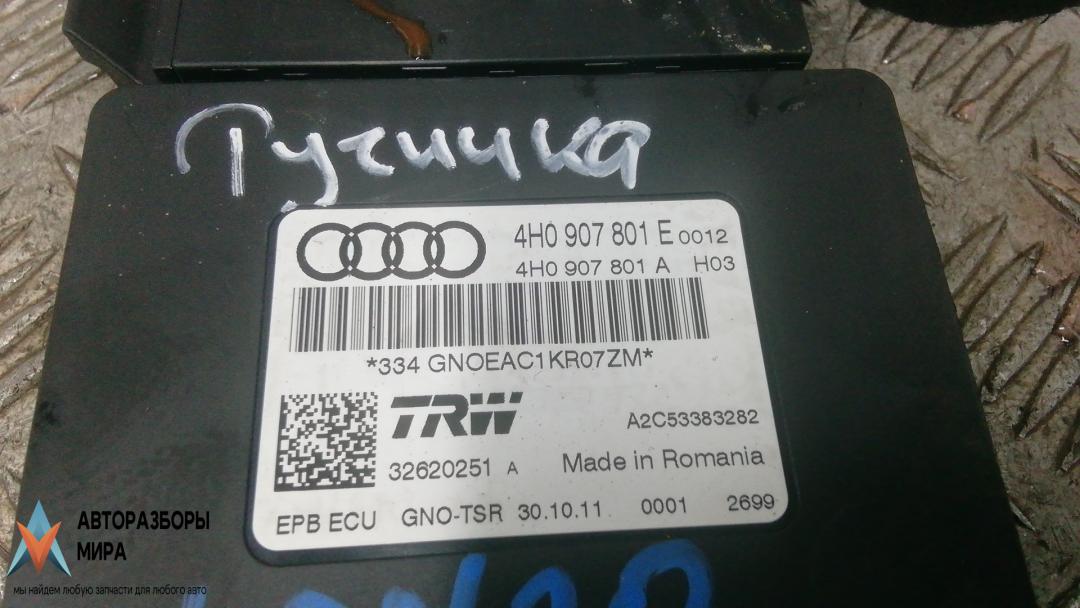 Ручичка
4H0 907 801 E 0012
4H0 907 801 A H03
*334 GNOEAC1KR07ZM*
TRW
A2C53383282
32620251 A
Made in Romania
EPB ECU GNO-TSR 30.10.11 0001 2699
АВТОРАЗБОРЫ
МИРА
мы найдем любую запчасти для любого авто